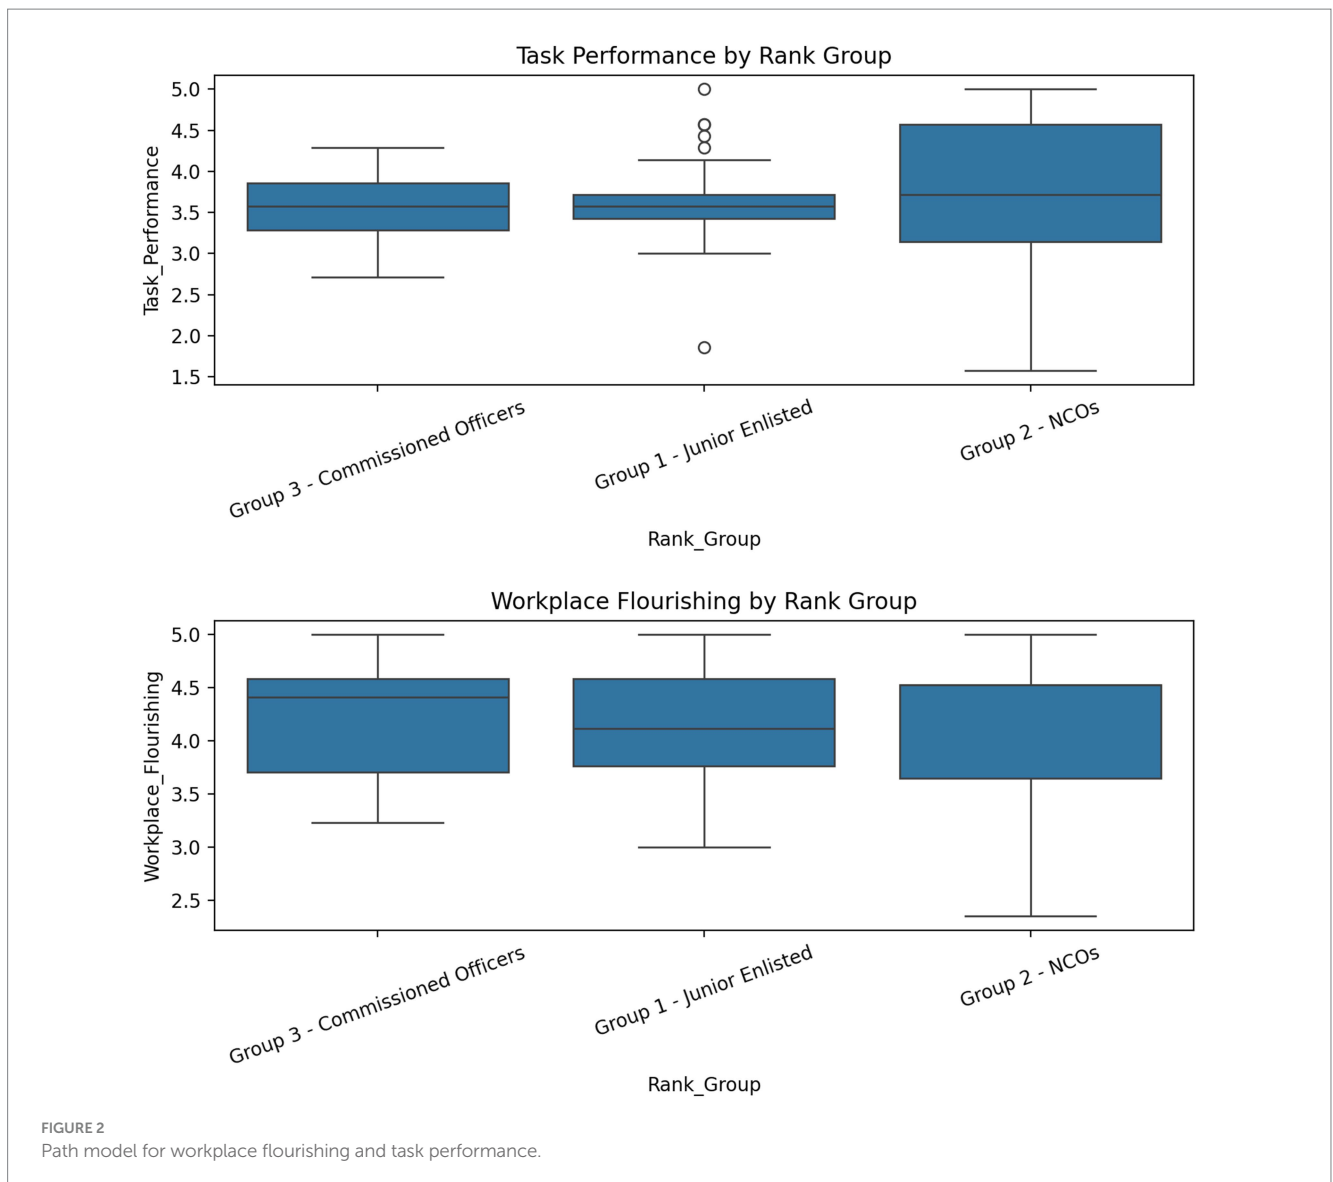 Task Performance by Rank Group
Task_Performance
5.0
4.5
4.0
3.5
3.0
2.5
2.0
1.5
Group 3 - Commissioned Officers
Group 1 - Junior Enlisted
Group 2 - NCOs
Rank_Group
Workplace Flourishing by Rank Group
Workplace_Flourishing
5.0
4.5
4.0
3.5
3.0
2.5
Group 3 - Commissioned Officers
Group 1 - Junior Enlisted
Group 2 - NCOs
Rank_Group
FIGURE 2
Path model for workplace flourishing and task performance.